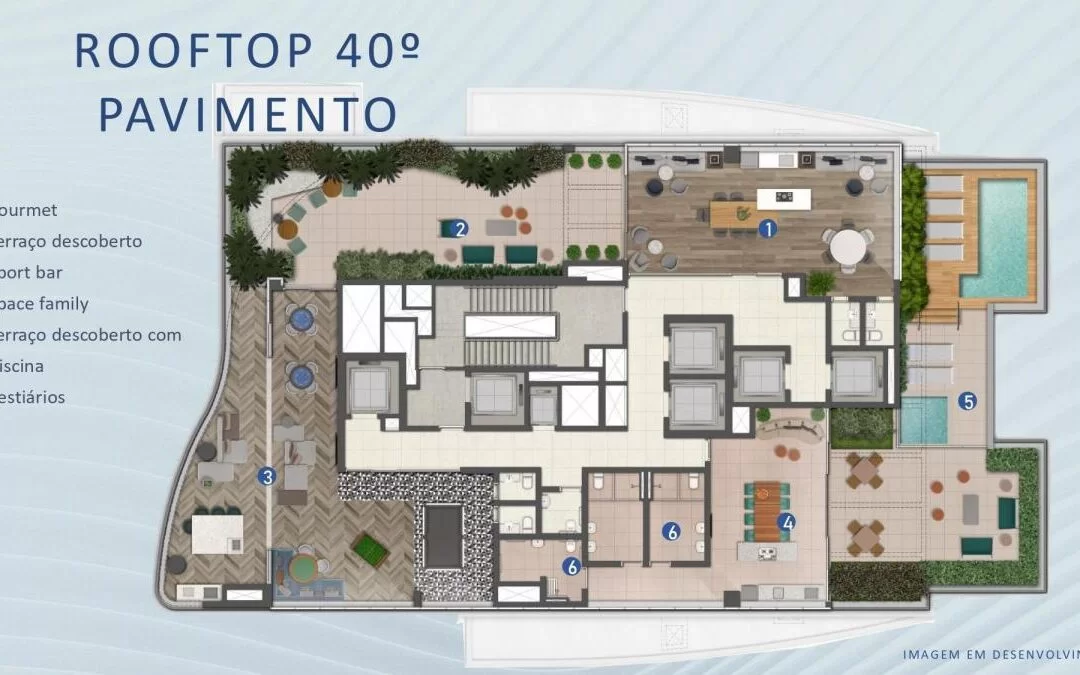 ROOFTOP 40º
PAVIMENTO
ourmet
erraço descoberto
port bar
pace family
erraço descoberto com
iscina
estiários
1
2
3
4
5
6
6
IMAGEM EM DESENVOLVIM